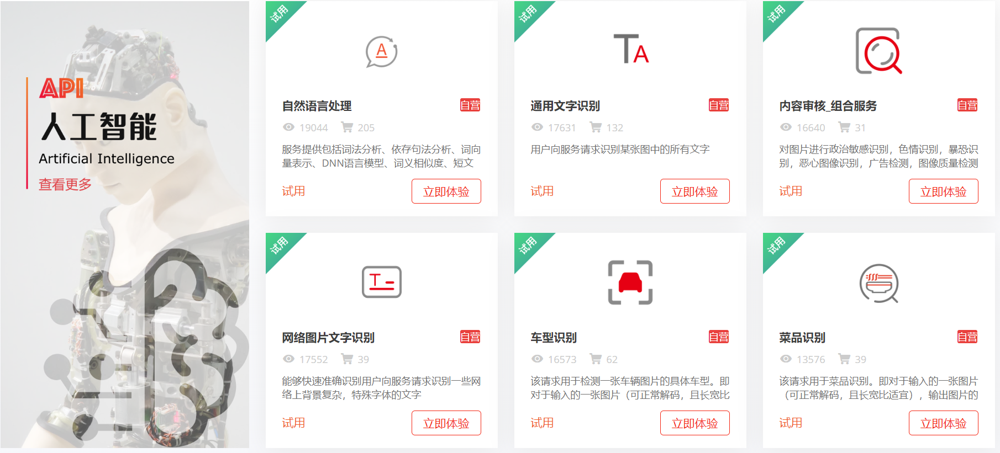 API
人工智能
Artificial Intelligence
查看更多
试用
A
自然语言处理 自营
19044 205
服务提供包括词法分析、依存句法分析、词向
量表示、DNN语言模型、词义相似度、短文
试用 立即体验
试用
TA
通用文字识别 自营
17631 132
用户向服务请求识别某张图中的所有文字
试用 立即体验
试用
内容审核_组合服务 自营
16640 31
对图片进行政治敏感识别，色情识别，暴恐识
别，恶心图像识别，广告检测，图像质量检测
试用 立即体验
试用
T
网络图片文字识别 自营
17552 39
能够快速准确识别用户向服务请求识别一些网
络上背景复杂，特殊字体的文字
试用 立即体验
试用
车型识别 自营
16573 62
该请求用于检测一张车辆图片的具体车型。即
对于输入的一张图片（可正常解码，且长宽比
试用 立即体验
试用
菜品识别 自营
13576 39
该请求用于菜品识别。即对于输入的一张图片
（可正常解码，且长宽比适宜），输出图片的
试用 立即体验